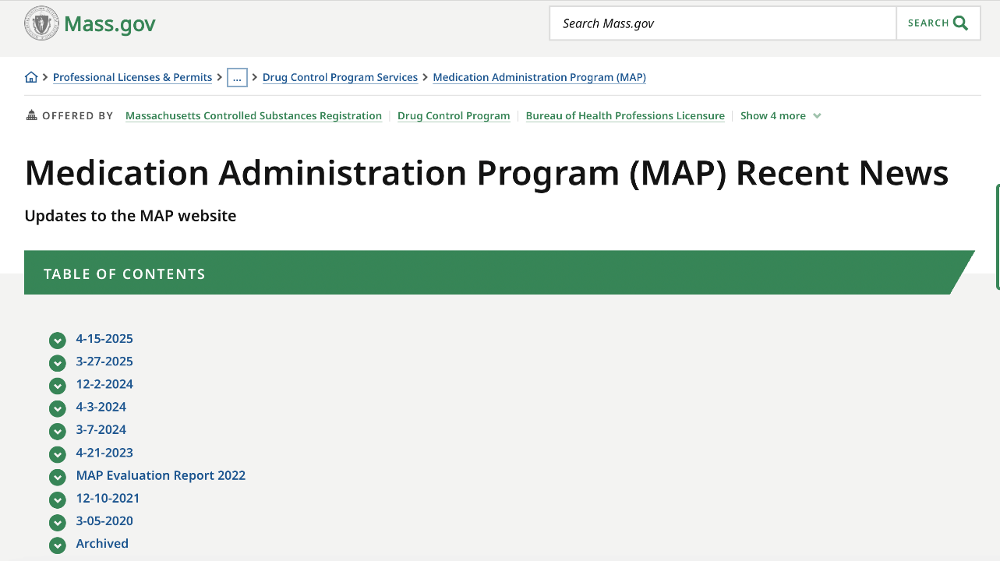 Mass.gov
Search Mass.gov
SEARCH
Professional Licenses & Permits
...
Drug Control Program Services
Medication Administration Program (MAP)
OFFERED BY Massachusetts Controlled Substances Registration | Drug Control Program | Bureau of Health Professions Licensure | Show 4 more
Medication Administration Program (MAP) Recent News
Updates to the MAP website
TABLE OF CONTENTS
4-15-2025
3-27-2025
12-2-2024
4-3-2024
3-7-2024
4-21-2023
MAP Evaluation Report 2022
12-10-2021
3-05-2020
Archived